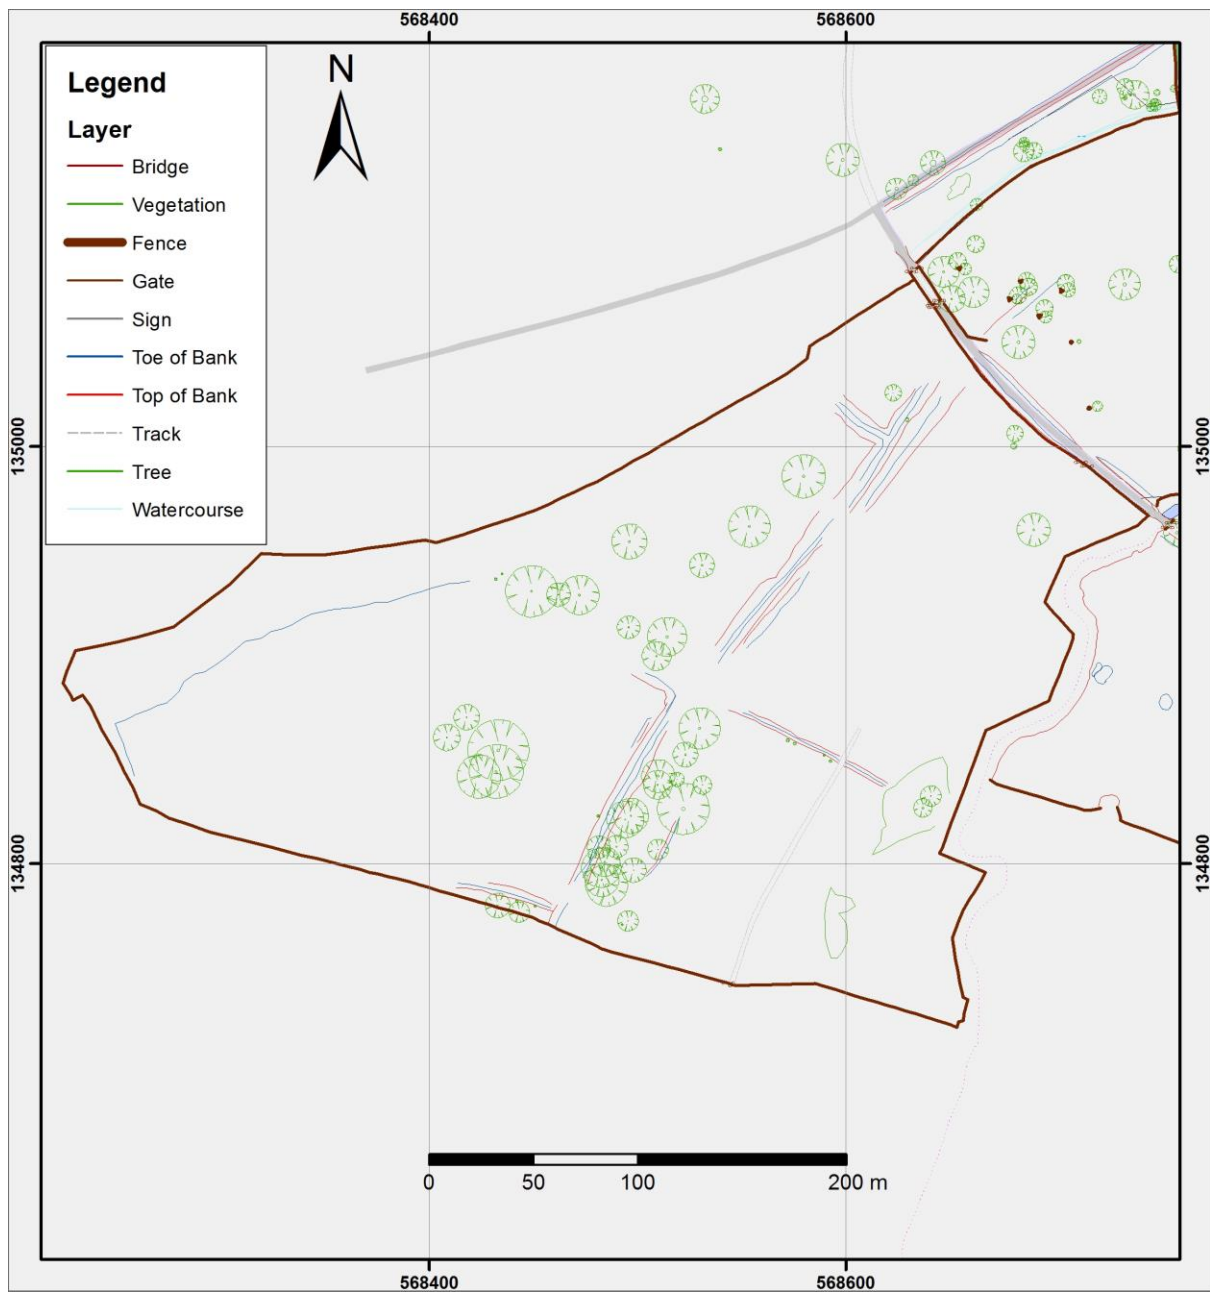 568400
568600
Legend
Layer
Bridge
Vegetation
Fence
Gate
Sign
Toe of Bank
Top of Bank
Track
Tree
Watercourse
N
135000
135000
134800
134800
0 50 100 200 m
568400
568600